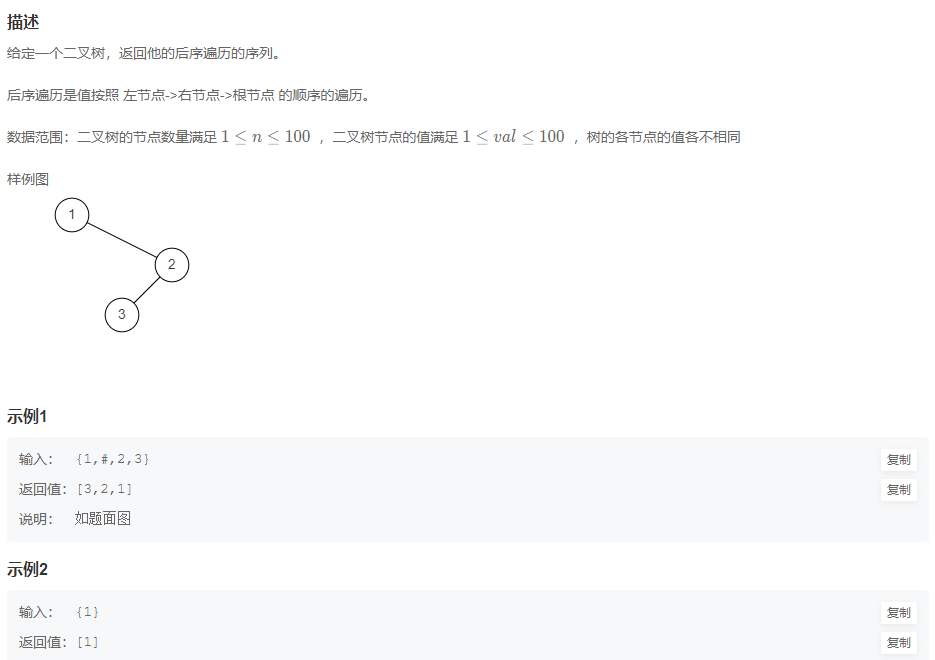 描述
给定一个二叉树，返回他的后序遍历的序列。
后序遍历是值按照 左节点->右节点->根节点 的顺序的遍历。
数据范围：二叉树的节点数量满足 1 ≤ n ≤ 100 ，二叉树节点的值满足 1 ≤ val ≤ 100 ，树的各节点的值各不相同
样例图
1
2
3
示例1
输入： {1,#,2,3} 复制
返回值：[3,2,1] 复制
说明： 如题面图
示例2
输入： {1} 复制
返回值：[1] 复制